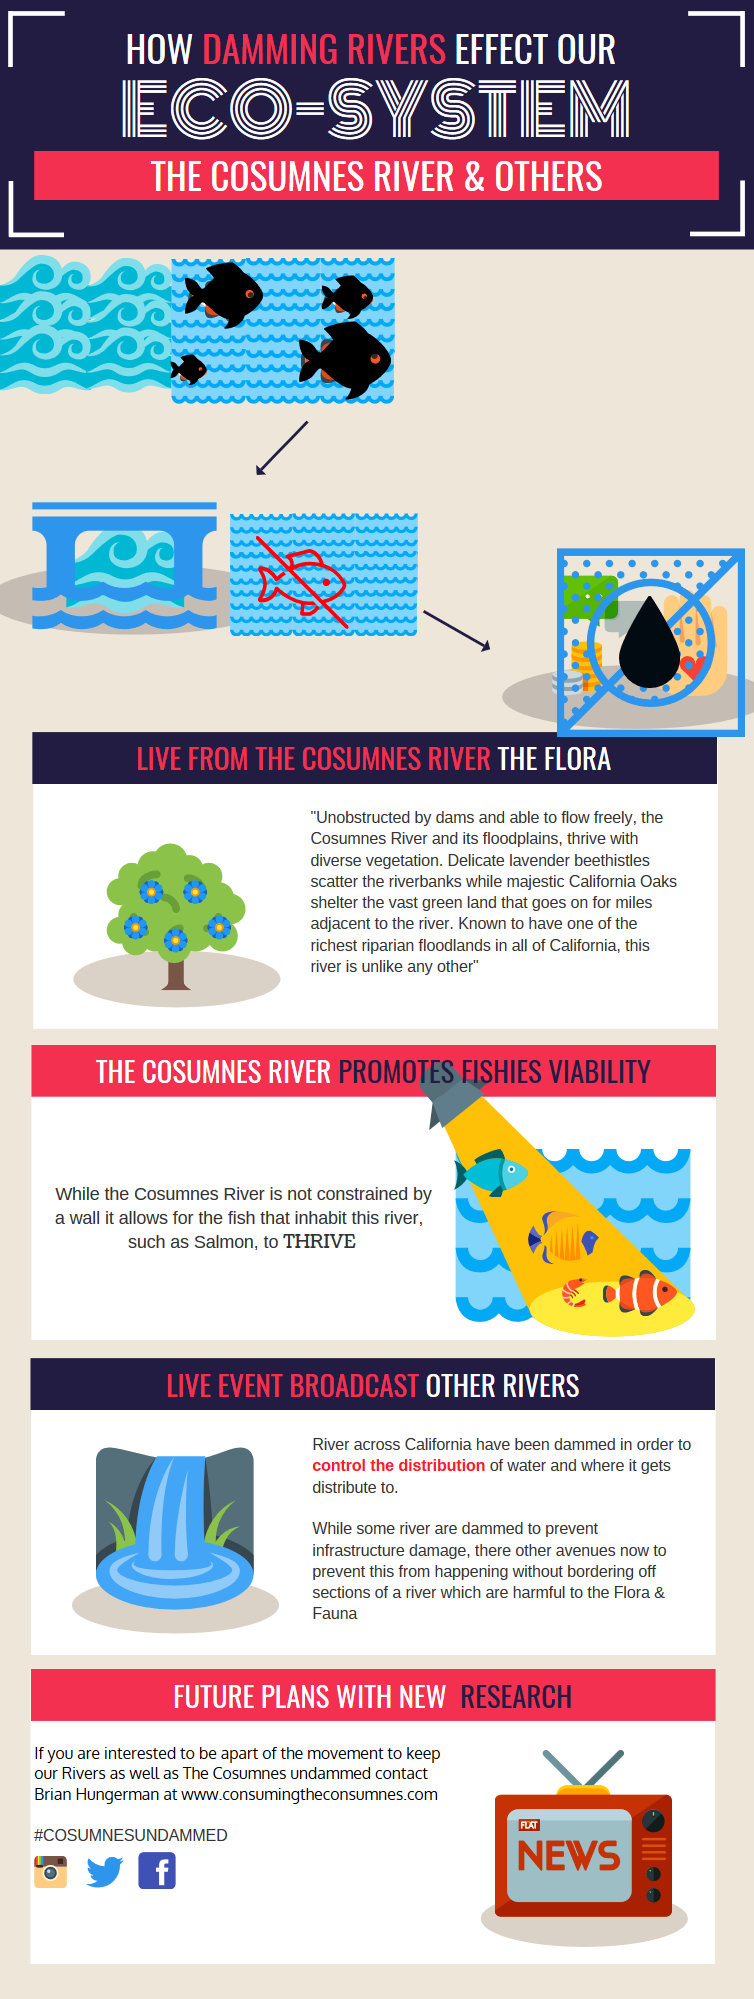 HOW DAMMING RIVERS EFFECT OUR
ECO-SYSTEM
THE COSUMNES RIVER & OTHERS
LIVE FROM THE COSUMNES RIVER THE FLORA
"Unobstructed by dams and able to flow freely, the
Cosumnes River and its floodplains, thrive with
diverse vegetation. Delicate lavender beethistles
scatter the riverbanks while majestic California Oaks
shelter the vast green land that goes on for miles
adjacent to the river. Known to have one of the
richest riparian floodlands in all of California, this
river is unlike any other"
THE COSUMNES RIVER PROMOTES FISHIES VIABILITY
While the Cosumnes River is not constrained by
a wall it allows for the fish that inhabit this river,
such as Salmon, to THRIVE
LIVE EVENT BROADCAST OTHER RIVERS
River across California have been dammed in order to
control the distribution of water and where it gets
distribute to.
While some river are dammed to prevent
infrastructure damage, there other avenues now to
prevent this from happening without bordering off
sections of a river which are harmful to the Flora &
Fauna
FUTURE PLANS WITH NEW RESEARCH
If you are interested to be apart of the movement to keep
our Rivers as well as The Cosumnes undammed contact
Brian Hungerman at www.consumingtheconsumnes.com
#COSUMNESUNDAMMED
FLAT
NEWS